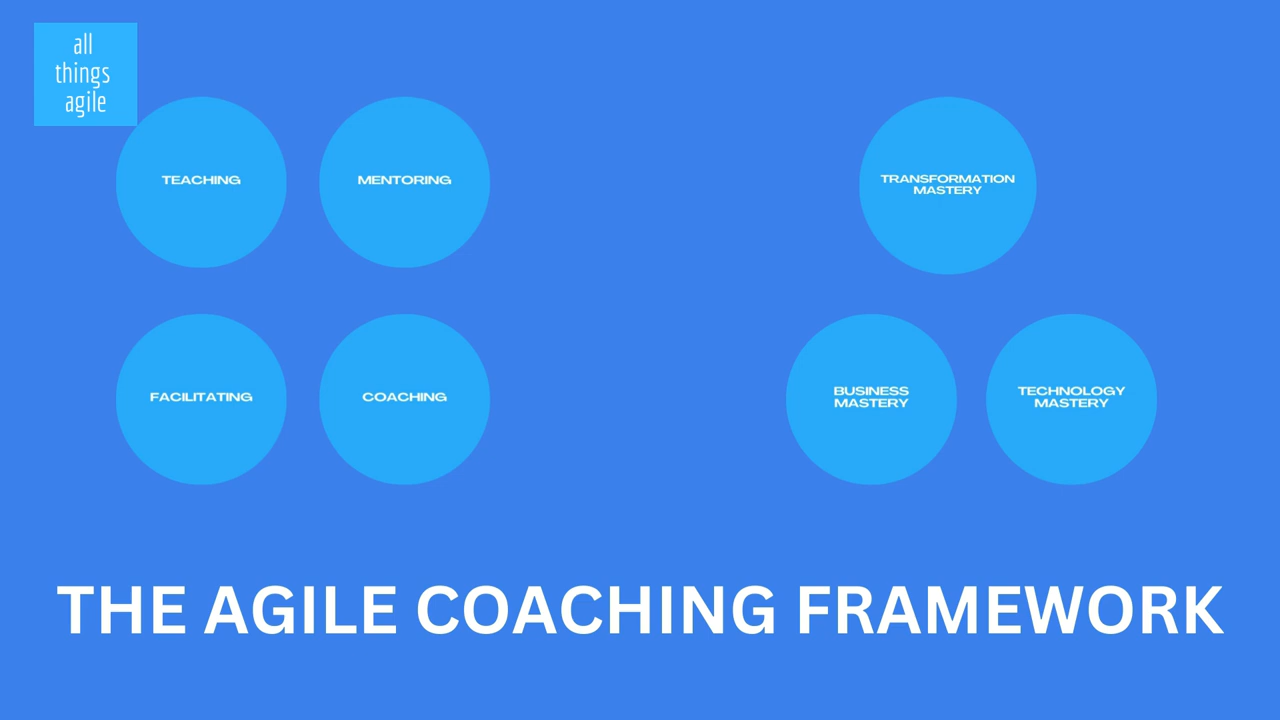 all
things
agile
TEACHING
MENTORING
TRANSFORMATION
MASTERY
FACILITATING
COACHING
BUSINESS
MASTERY
TECHNOLOGY
MASTERY
THE AGILE COACHING FRAMEWORK